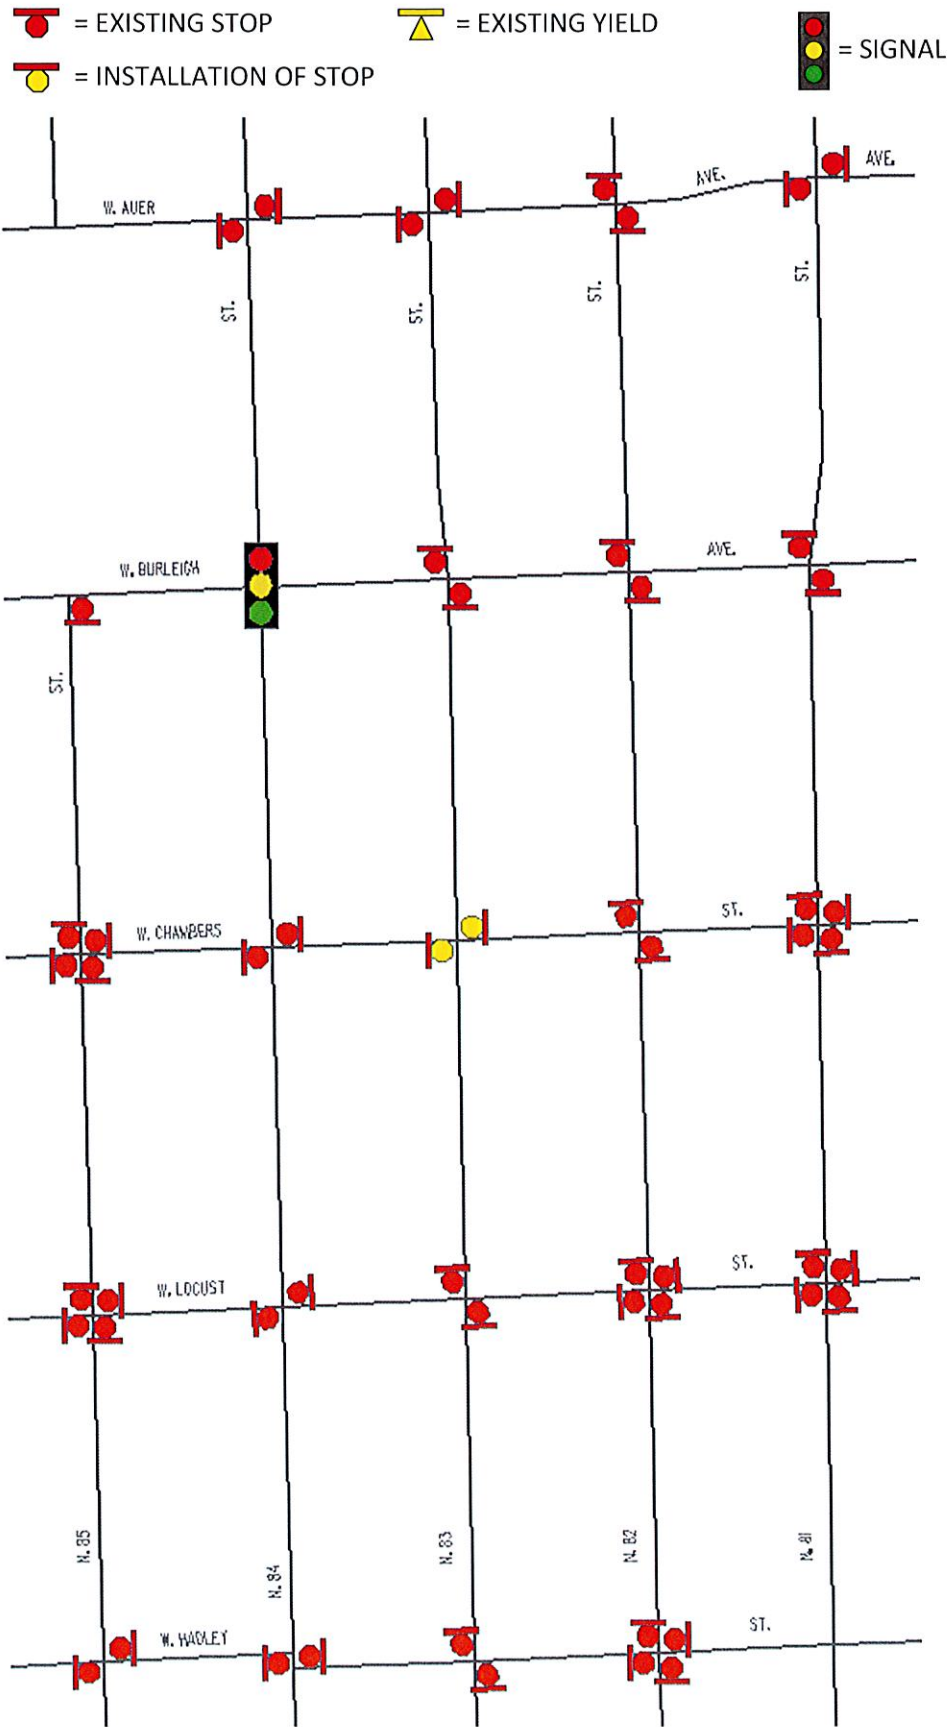 = EXISTING STOP
= EXISTING YIELD
= SIGNAL
= INSTALLATION OF STOP
AVE.
AVE.
W. AUER
ST.
ST.
ST.
ST.
AVE.
W. BURLEIGH
ST.
ST.
W. CHAMBERS
ST.
W. LOCUST
N. 85
N. 84
N. 83
N. 82
N. 81
ST.
W. HADLEY